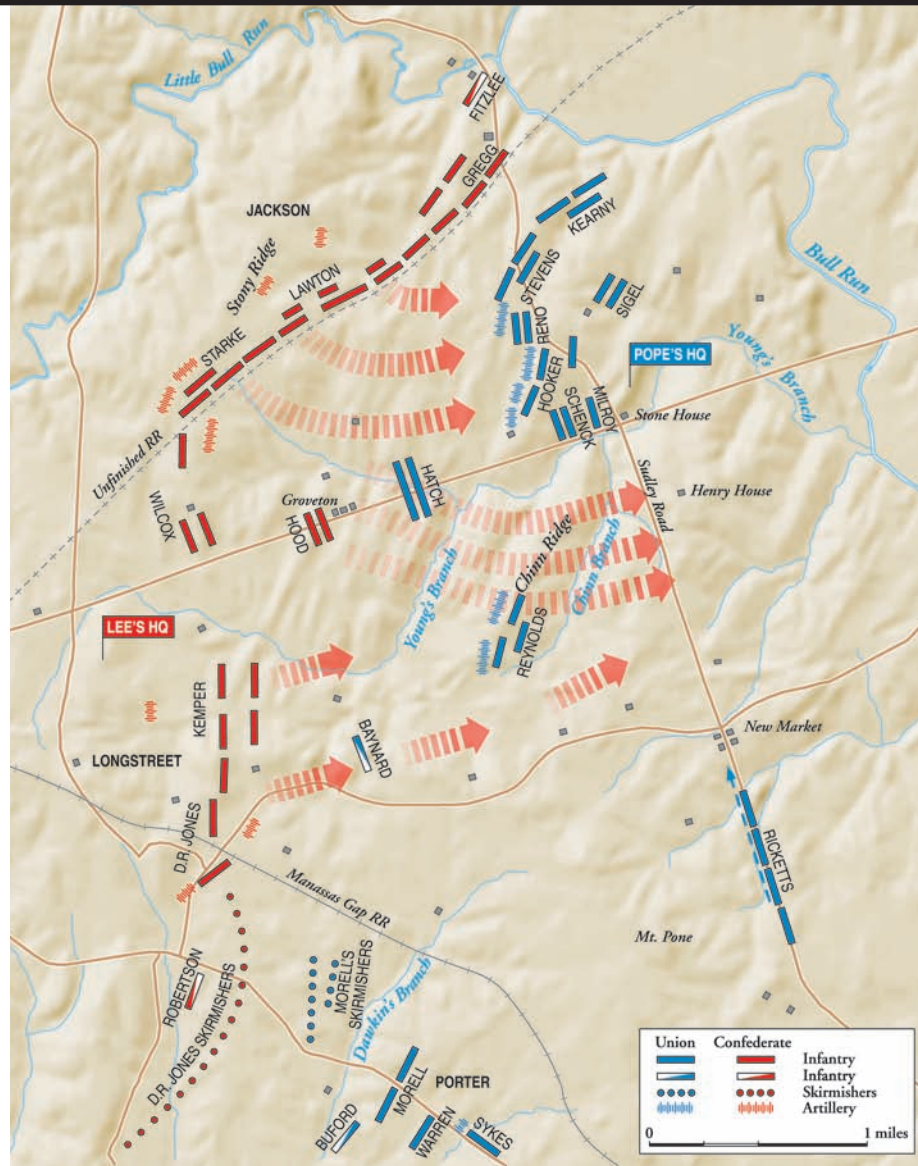 Little Bull Run
FITZLEE
GREGG
JACKSON
KEARNY
Stony Ridge
LAWTON
STEVENS
SIGEL
Bull Run
STARKE
RENO
POPE'S HQ
Young's Branch
HOOKER
SCHENCK
MILROY
Stone House
Unfinished RR
HATCH
Sudley Road
Henry House
WILCOX
Groveton
HOOD
Chinn Ridge
Chinn Branch
Young's Branch
LEE'S HQ
REYNOLDS
KEMPER
BAYNARD
New Market
LONGSTREET
D.R. JONES
RICKETTS
Manassas Gap RR
Mt. Pone
ROBERTSON
MORELL'S
SKIRMISHERS
D.R. JONES SKIRMISHERS
Dawkin's Branch
PORTER
MORELL
BUFORD
WARREN
SYKES
Union Confederate
Infantry
Infantry
Skirmishers
Artillery
0 1 miles